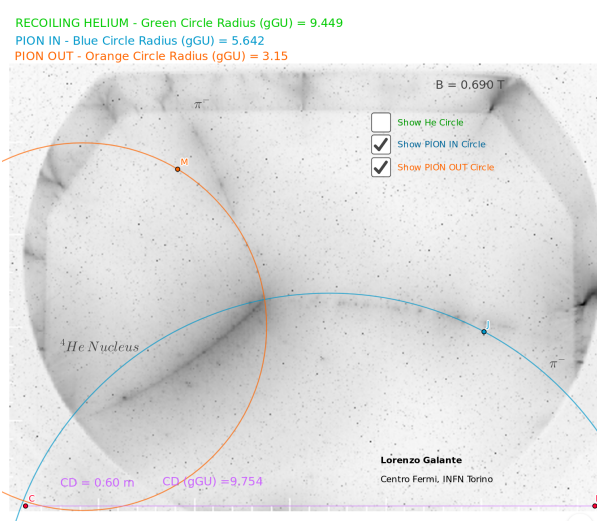 RECOILING HELIUM - Green Circle Radius (gGU) = 9.449
PION IN - Blue Circle Radius (gGU) = 5.642
PION OUT - Orange Circle Radius (gGU) = 3.15
B = 0.690 T
π⁻
Show He Circle
Show PION IN Circle
Show PION OUT Circle
M
J
⁴He Nucleus
π⁻
Lorenzo Galante
Centro Fermi, INFN Torino
CD = 0.60 m CD (gGU) =9.754
C